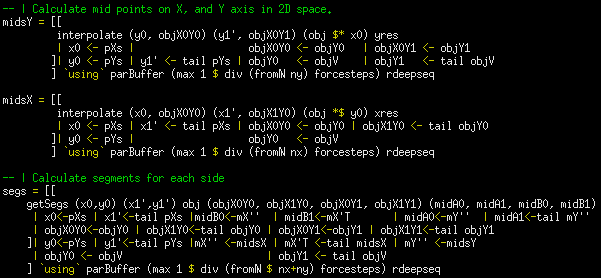 -- | Calculate mid points on X, and Y axis in 2D space.
midsY = [[
interpolate (y0, objX0Y0) (y1', objX0Y1) (obj $* x0) yres
| x0 <- pXs | objX0Y0 <- objY0 | objX0Y1 <- objY1
]| y0 <- pYs | y1' <- tail pYs | objY0 <- objV | objY1 <- tail objV
] `using` parBuffer (max 1 $ div (fromN ny) forcesteps) rdeepseq
midsX = [[
interpolate (x0, objX0Y0) (x1', objX1Y0) (obj *$ y0) xres
| x0 <- pXs | x1' <- tail pXs | objX0Y0 <- objY0 | objX1Y0 <- tail objY0
]| y0 <- pYs | objY0 <- objV
] `using` parBuffer (max 1 $ div (fromN nx) forcesteps) rdeepseq
-- | Calculate segments for each side
segs = [[
getSegs (x0,y0) (x1',y1') obj (objX0Y0, objX1Y0, objX0Y1, objX1Y1) (midA0, midA1, midB0, midB1)
| x0<-pXs |x1'<-tail pXs |midB0<-mX'' | midB1<-mX'T | midA0<-mY'' | midA1<-tail mY''
| objX0Y0<-objY0 | objX1Y0<-tail objY0 | objX0Y1<-objY1 | objX1Y1<-tail objY1
]| y0<-pYs | y1'<-tail pYs |mX'' <-midsX | mX'T <-tail midsX | mY'' <-midsY
| objY0 <- objV | objY1 <- tail objV
] `using` parBuffer (max 1 $ div (fromN $ nx+ny) forcesteps) rdeepseq